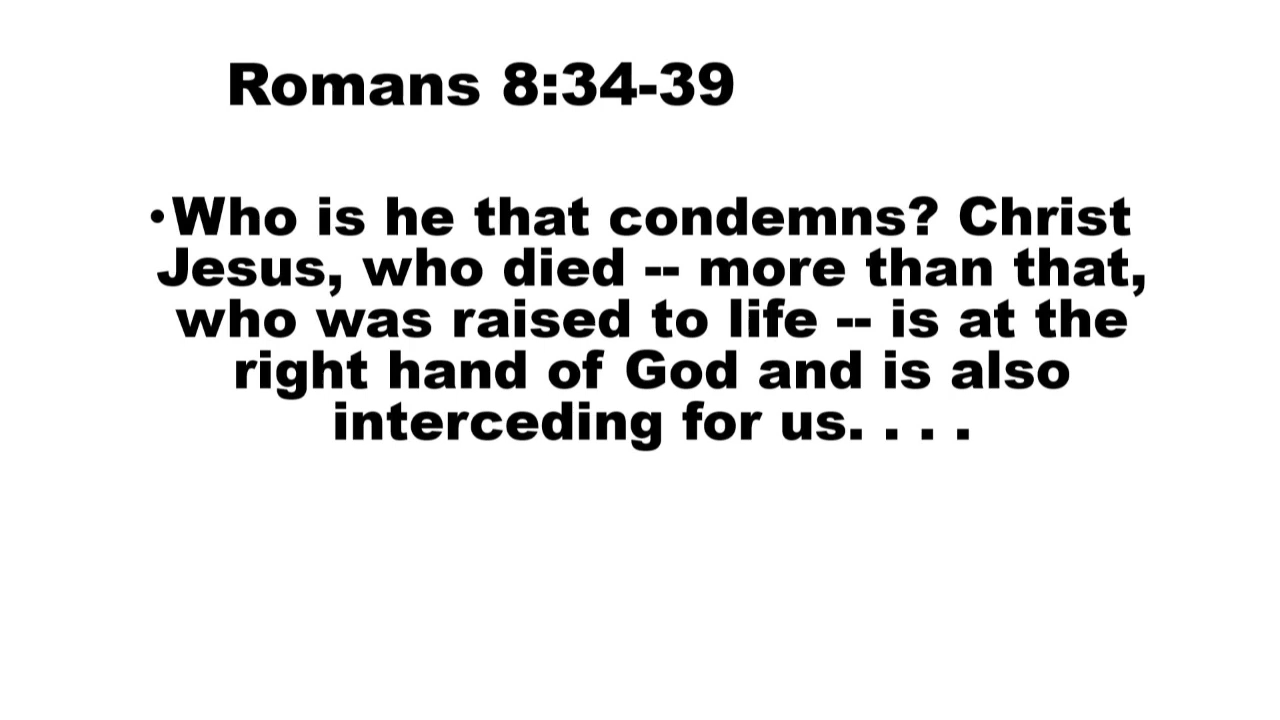 Romans 8:34-39
•Who is he that condemns? Christ
Jesus, who died -- more than that,
who was raised to life -- is at the
right hand of God and is also
interceding for us. . . .